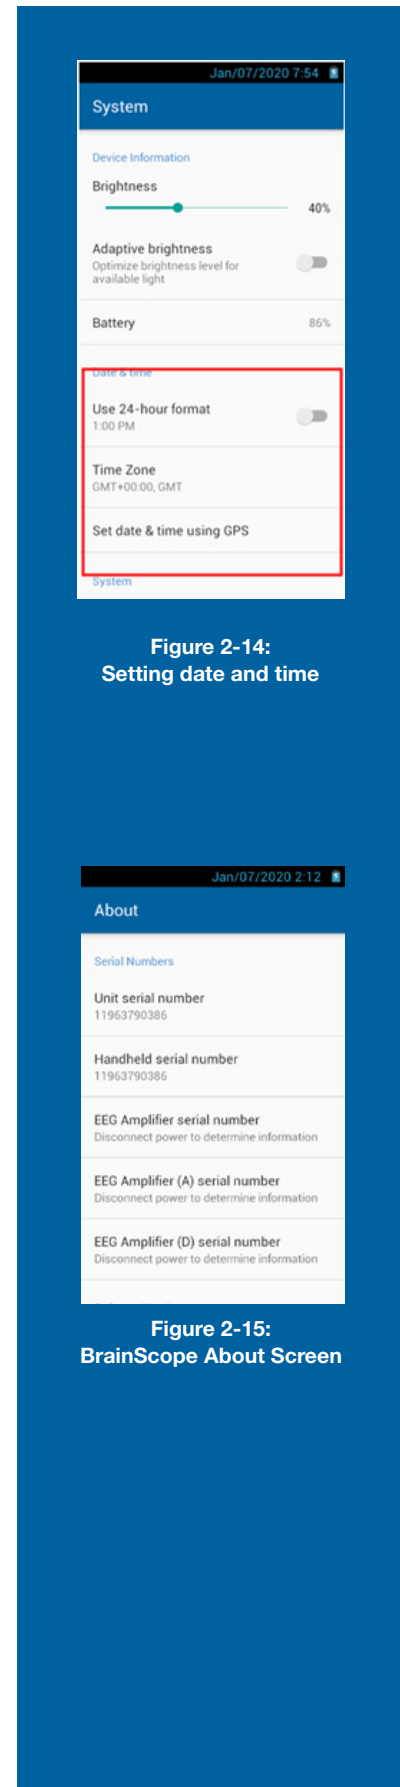 Jan/07/2020 7:54
System
Device Information
Brightness
40%
Adaptive brightness
Optimize brightness level for
available light
Battery
86%
Date & time
Use 24-hour format
1:00 PM
Time Zone
GMT+00:00, GMT
Set date & time using GPS
System
Figure 2-14:
Setting date and time
Jan/07/2020 2:12
About
Serial Numbers
Unit serial number
11963790386
Handheld serial number
11963790386
EEG Amplifier serial number
Disconnect power to determine information
EEG Amplifier (A) serial number
Disconnect power to determine information
EEG Amplifier (D) serial number
Disconnect power to determine information
Figure 2-15:
BrainScope About Screen